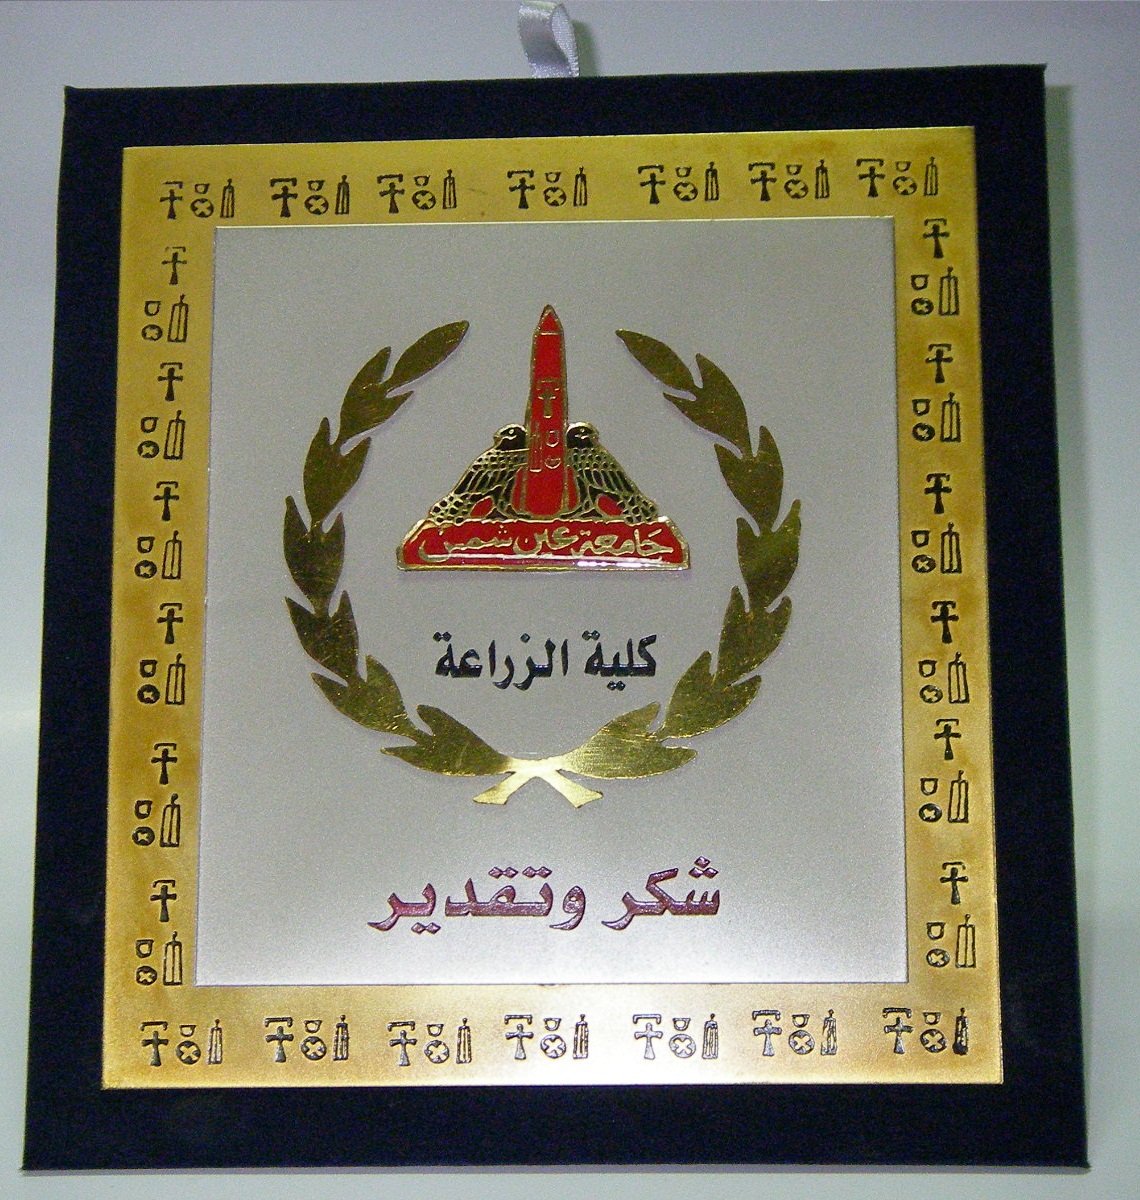 جامعة عين شمس
كلية الزراعة
شكر وتقدير